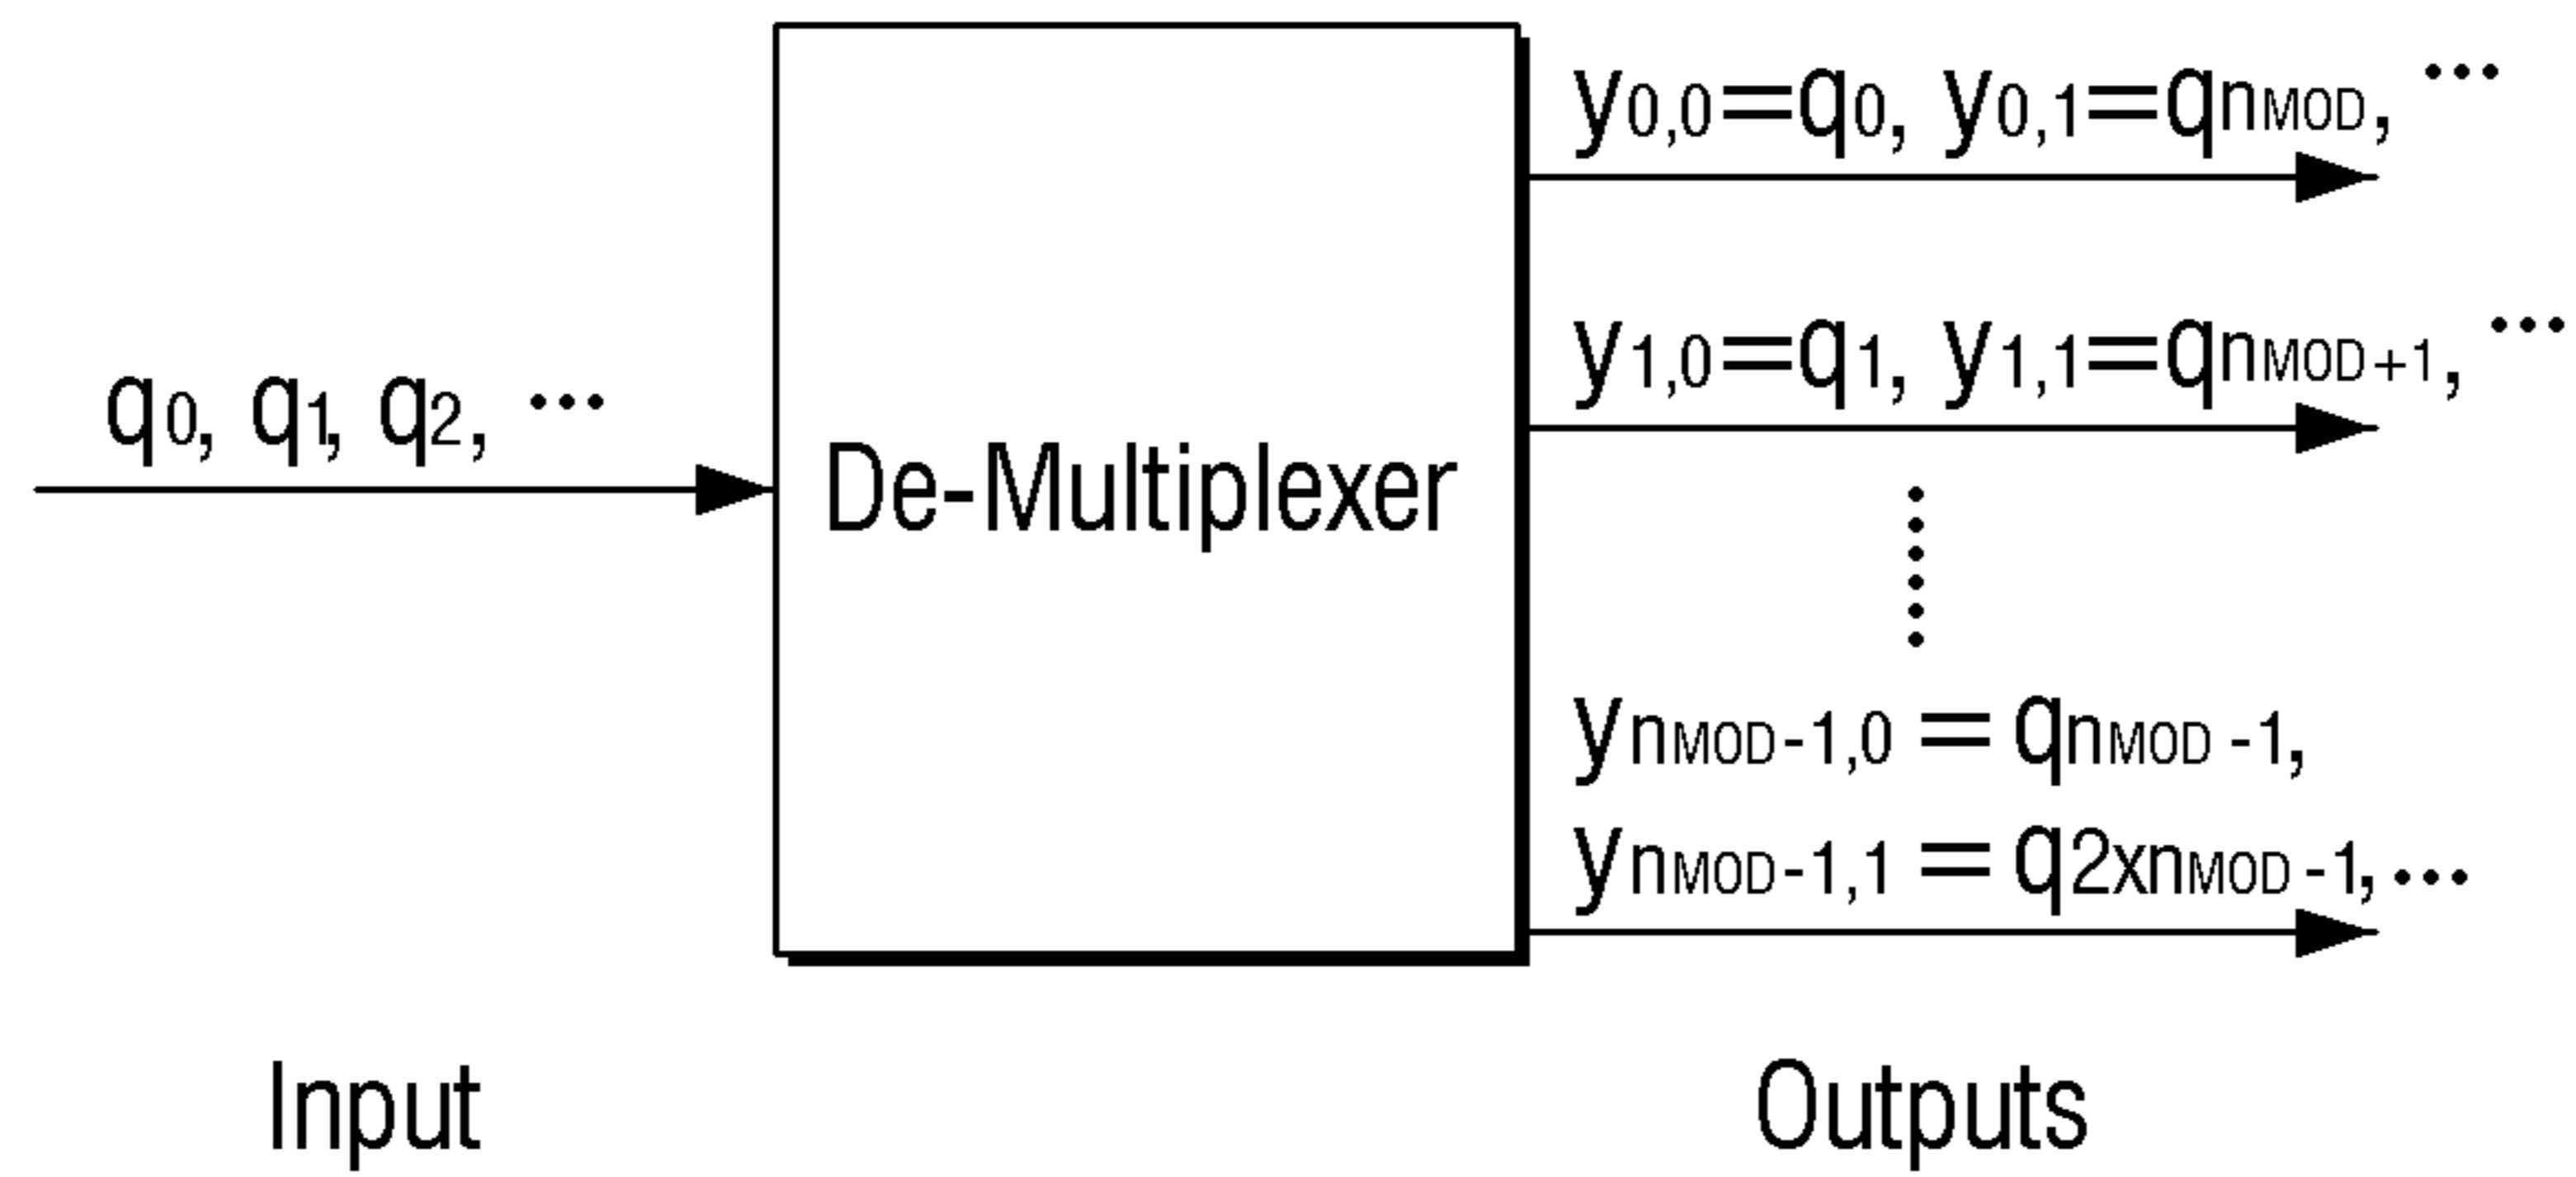 y0,0=q0, y0,1=qnMOD, ...
y1,0=q1, y1,1=qnMOD+1, ...
q0, q1, q2, ...
De-Multiplexer
ynMOD-1,0 = qnMOD-1,
ynMOD-1,1 = q2xnMOD-1, ...
Input
Outputs